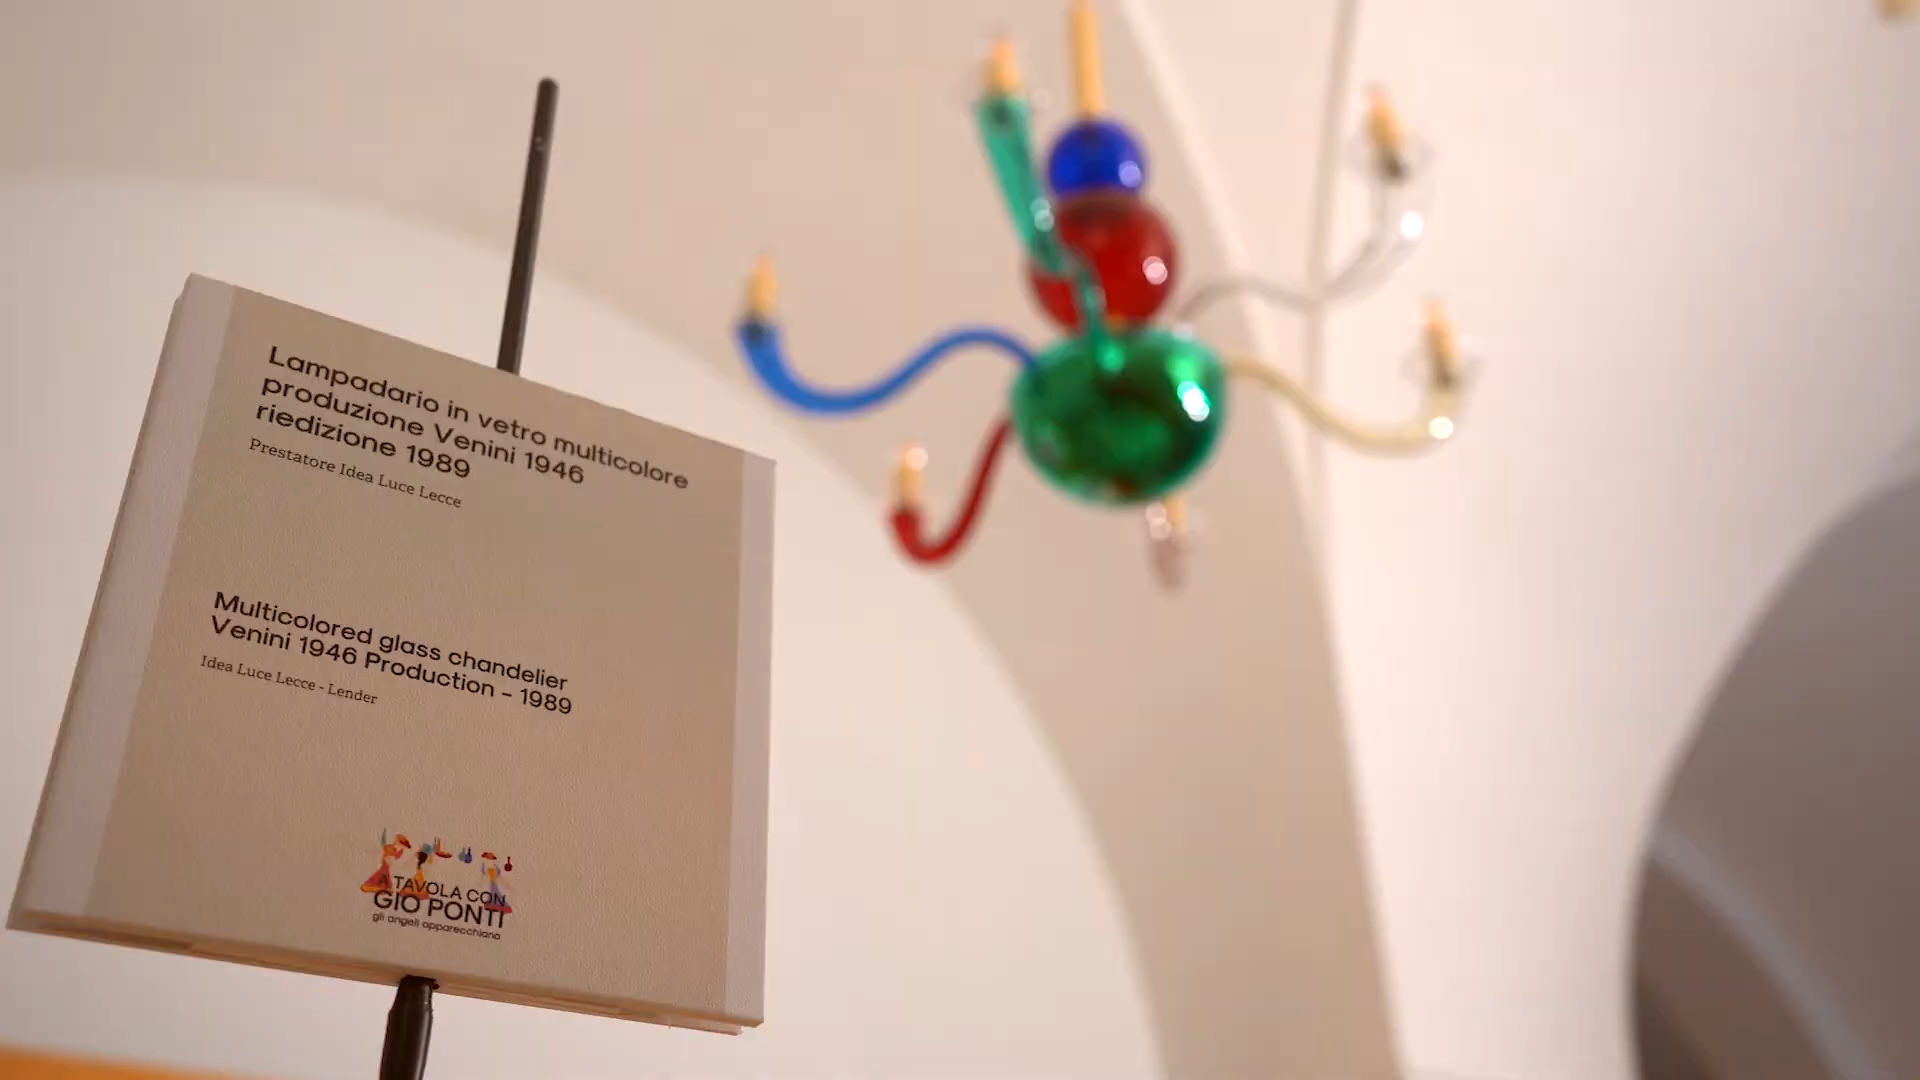 Lampadario in vetro multicolore
produzione Venini 1946
riedizione 1989
Prestatore Idea Luce Lecce
Multicolored glass chandelier
Venini 1946 Production - 1989
Idea Luce Lecce - Lender
A TAVOLA CON
GIO PONTI
gli angeli apparecchiano